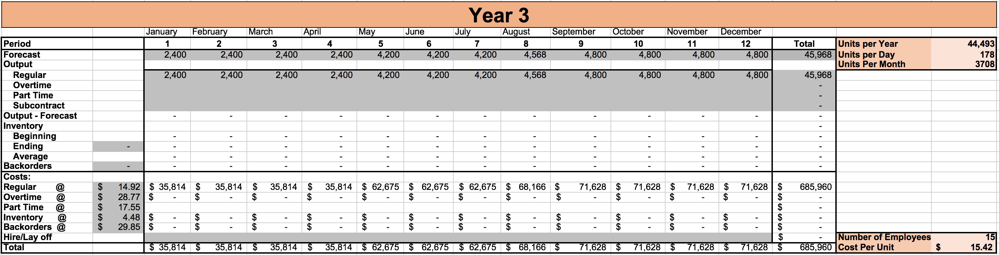 Year 3
January February March April May June July August September October November December
Period 1 2 3 4 5 6 7 8 9 10 11 12 Total Units per Year 44,493
Forecast 2,400 2,400 2,400 2,400 4,200 4,200 4,200 4,568 4,800 4,800 4,800 4,800 45,968 Units per Day 178
Output Units Per Month 3708
Regular 2,400 2,400 2,400 2,400 4,200 4,200 4,200 4,568 4,800 4,800 4,800 4,800 45,968
Overtime -
Part Time -
Subcontract -
Output - Forecast - - - - - - - - - - - - -
Inventory -
Beginning - - - - - - - - - - - - -
Ending - - - - - - - - - - - - - -
Average - - - - - - - - - - - - -
Backorders - - - - - - - - - - - - - -
Costs:
Regular @ $ 14.92 $ 35,814 $ 35,814 $ 35,814 $ 35,814 $ 62,675 $ 62,675 $ 62,675 $ 68,166 $ 71,628 $ 71,628 $ 71,628 $ 71,628 $ 685,960
Overtime @ $ 28.77 $ - $ - $ - $ - $ - $ - $ - $ - $ - $ - $ - $ - $ -
Part Time @ $ 17.55 $ -
Inventory @ $ 4.48 $ - $ - $ - $ - $ - $ - $ - $ - $ - $ - $ - $ - $ -
Backorders @ $ 29.85 $ - $ - $ - $ - $ - $ - $ - $ - $ - $ - $ - $ - $ -
Hire/Lay off $ - Number of Employees 15
Total $ 35,814 $ 35,814 $ 35,814 $ 35,814 $ 62,675 $ 62,675 $ 62,675 $ 68,166 $ 71,628 $ 71,628 $ 71,628 $ 71,628 $ 685,960 Cost Per Unit $ 15.42